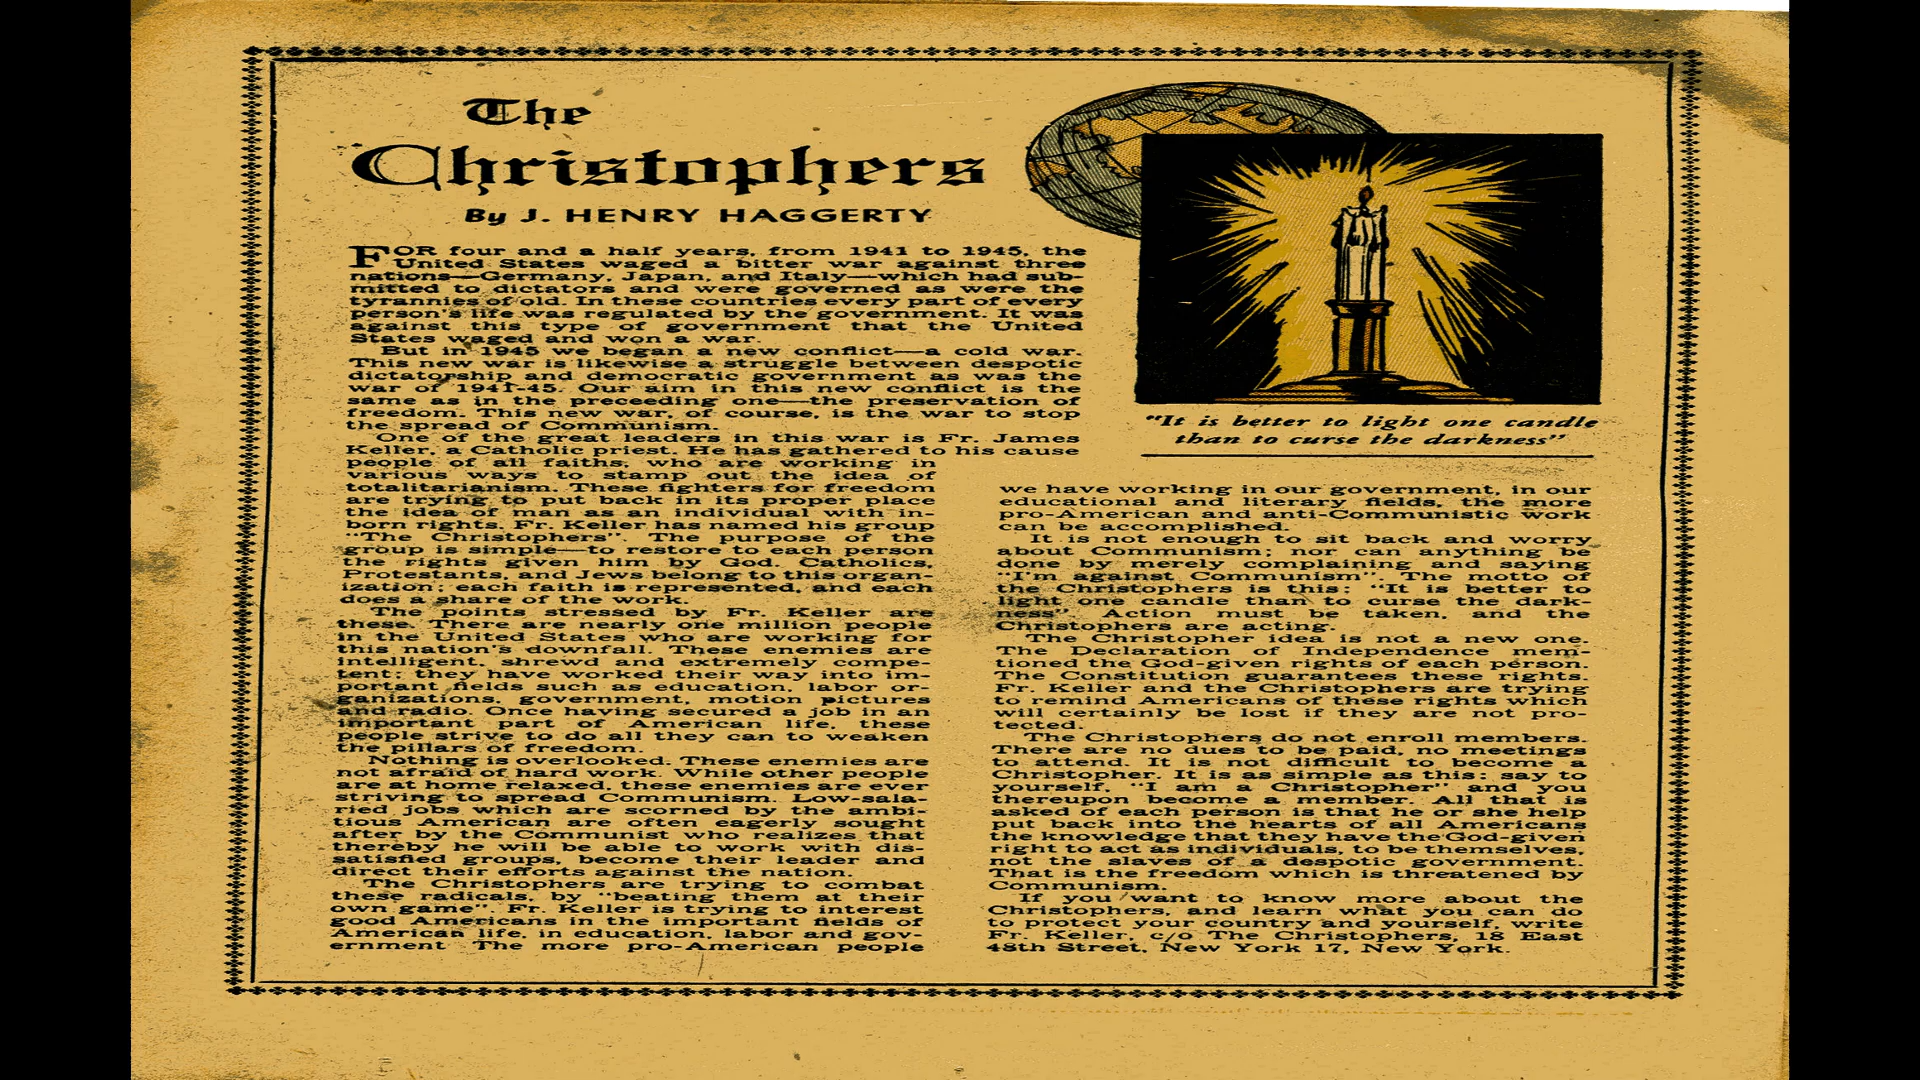 The
Christophers
By J. HENRY HAGGERTY
FOR four and a half years, from 1941 to 1945, the
United States waged a bitter war against three
nations—Germany, Japan, and Italy—which had sub-
mitted to dictators and were governed as were the
tyrannies of old. In these countries every part of every
person's life was regulated by the government. It was
against this type of government that the United
States waged and won a war.
But in 1945 we began a new conflict—a cold war.
This new war is likewise a struggle between despotic
dictatorship and democratic government as was the
war of 1941-45. Our aim in this new conflict is the
same as in the preceeding one—the preservation of
freedom. This new war, of course, is the war to stop
the spread of Communism.
One of the great leaders in this war is Fr. James
Keller, a Catholic priest. He has gathered to his cause
people of all faiths, who are working in
various ways to stamp out the idea of
totalitarianism. These fighters for freedom
are trying to put back in its proper place
the idea of man as an individual with in-
born rights. Fr. Keller has named his group
"The Christophers". The purpose of the
group is simple—to restore to each person
the rights given him by God. Catholics,
Protestants, and Jews belong to this organ-
ization; each faith is represented, and each
does a share of the work.
The points stressed by Fr. Keller are
these. There are nearly one million people
in the United States who are working for
this nation's downfall. These enemies are
intelligent, shrewd and extremely compe-
tent; they have worked their way into im-
portant fields such as education, labor or-
ganizations, government, motion pictures
and radio. Once having secured a job in an
important part of American life, these
people strive to do all they can to weaken
the pillars of freedom.
Nothing is overlooked. These enemies are
not afraid of hard work. While other people
are at home relaxed, these enemies are ever
striving to spread Communism. Low-sala-
ried jobs which are scorned by the ambi-
tious American are often eagerly sought
after by the Communist who realizes that
thereby he will be able to work with dis-
satisfied groups, become their leader and
direct their efforts against the nation.
The Christophers are trying to combat
these radicals, by "beating them at their
own game". Fr. Keller is trying to interest
good Americans in the important fields of
American life, in education, labor and gov-
ernment The more pro-American people
"It is better to light one candle
than to curse the darkness"
we have working in our government, in our
educational and literary fields, the more
pro-American and anti-Communistic work
can be accomplished.
It is not enough to sit back and worry
about Communism; nor can anything be
done by merely complaining and saying
"I'm against Communism". The motto of
the Christophers is this: "It is better to
light one candle than to curse the dark-
ness" Action must be taken, and the
Christophers are acting.
The Christopher idea is not a new one.
The Declaration of Independence mem-
tioned the God-given rights of each person.
The Constitution guarantees these rights.
Fr. Keller and the Christophers are trying
to remind Americans of these rights which
will certainly be lost if they are not pro-
tected.
The Christophers do not enroll members.
There are no dues to be paid, no meetings
to attend. It is not difficult to become a
Christopher. It is as simple as this: say to
yourself, "I am a Christopher" and you
thereupon become a member. All that is
asked of each person is that he or she help
put back into the hearts of all Americans
the knowledge that they have the God-given
right to act as individuals, to be themselves,
not the slaves of a despotic government.
That is the freedom which is threatened by
Communism.
If you want to know more about the
Christophers, and learn what you can do
to protect your country and yourself, write
Fr. Keller, c/o The Christophers, 18 East
48th Street, New York 17, New York.